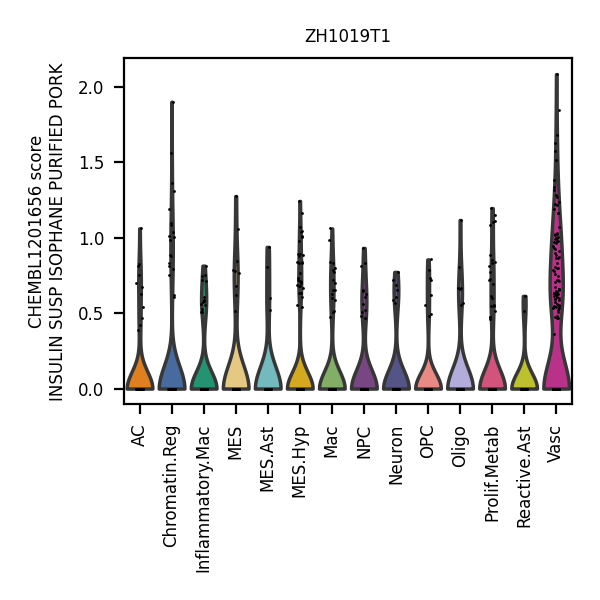 ZH1019T1
CHEMBL1201656 score
INSULIN SUSP ISOPHANE PURIFIED PORK
2.0
1.5
1.0
0.5
0.0
AC
Chromatin.Reg
Inflammatory.Mac
MES
MES.Ast
MES.Hyp
Mac
NPC
Neuron
OPC
Oligo
Prolif.Metab
Reactive.Ast
Vasc